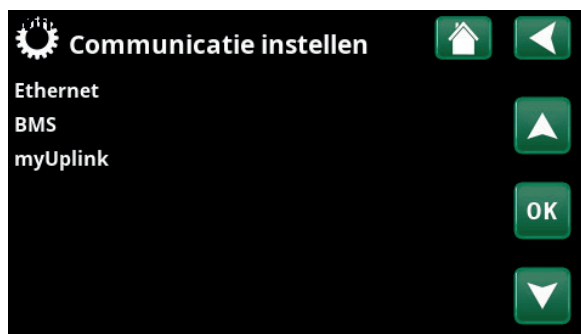 Communicatie instellen
Ethernet
BMS
myUplink
OK